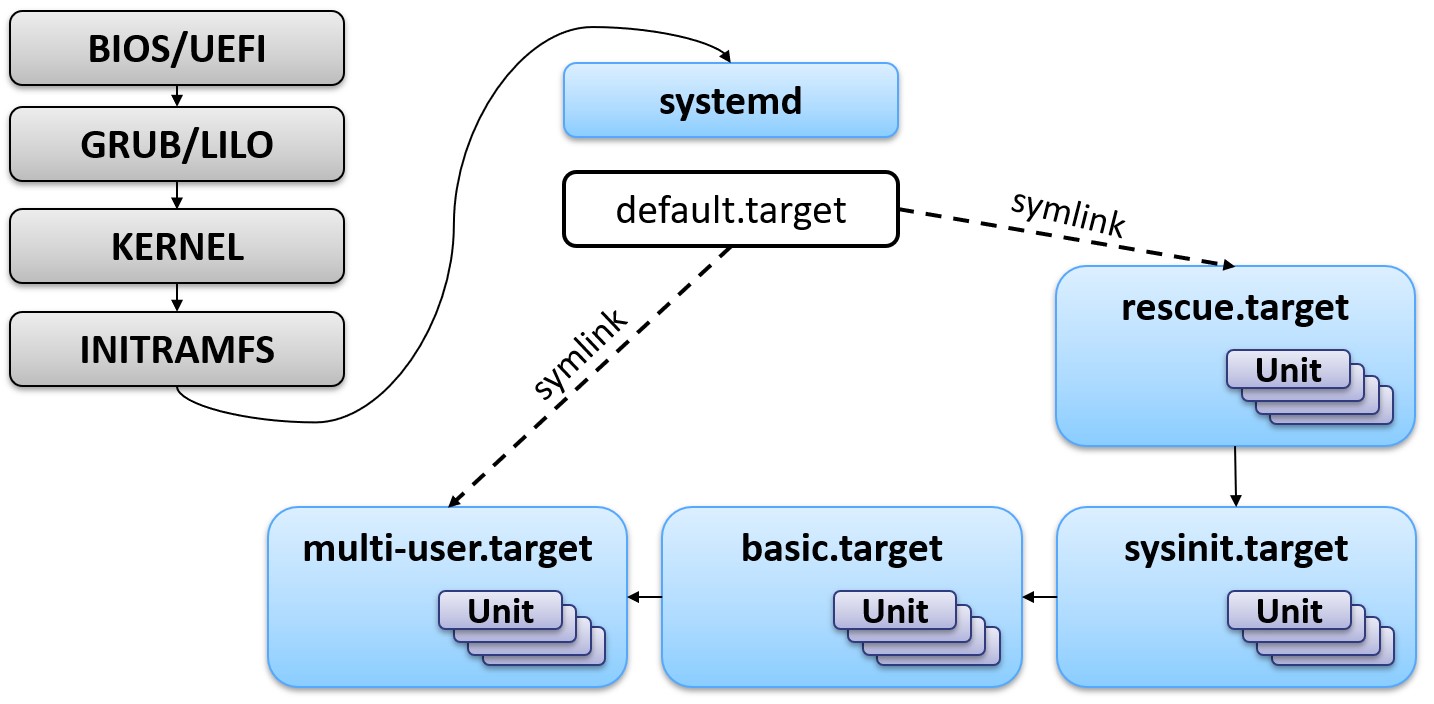 BIOS/UEFI
GRUB/LILO
KERNEL
INITRAMFS
systemd
default.target
symlink
symlink
rescue.target
Unit
multi-user.target
Unit
basic.target
Unit
sysinit.target
Unit